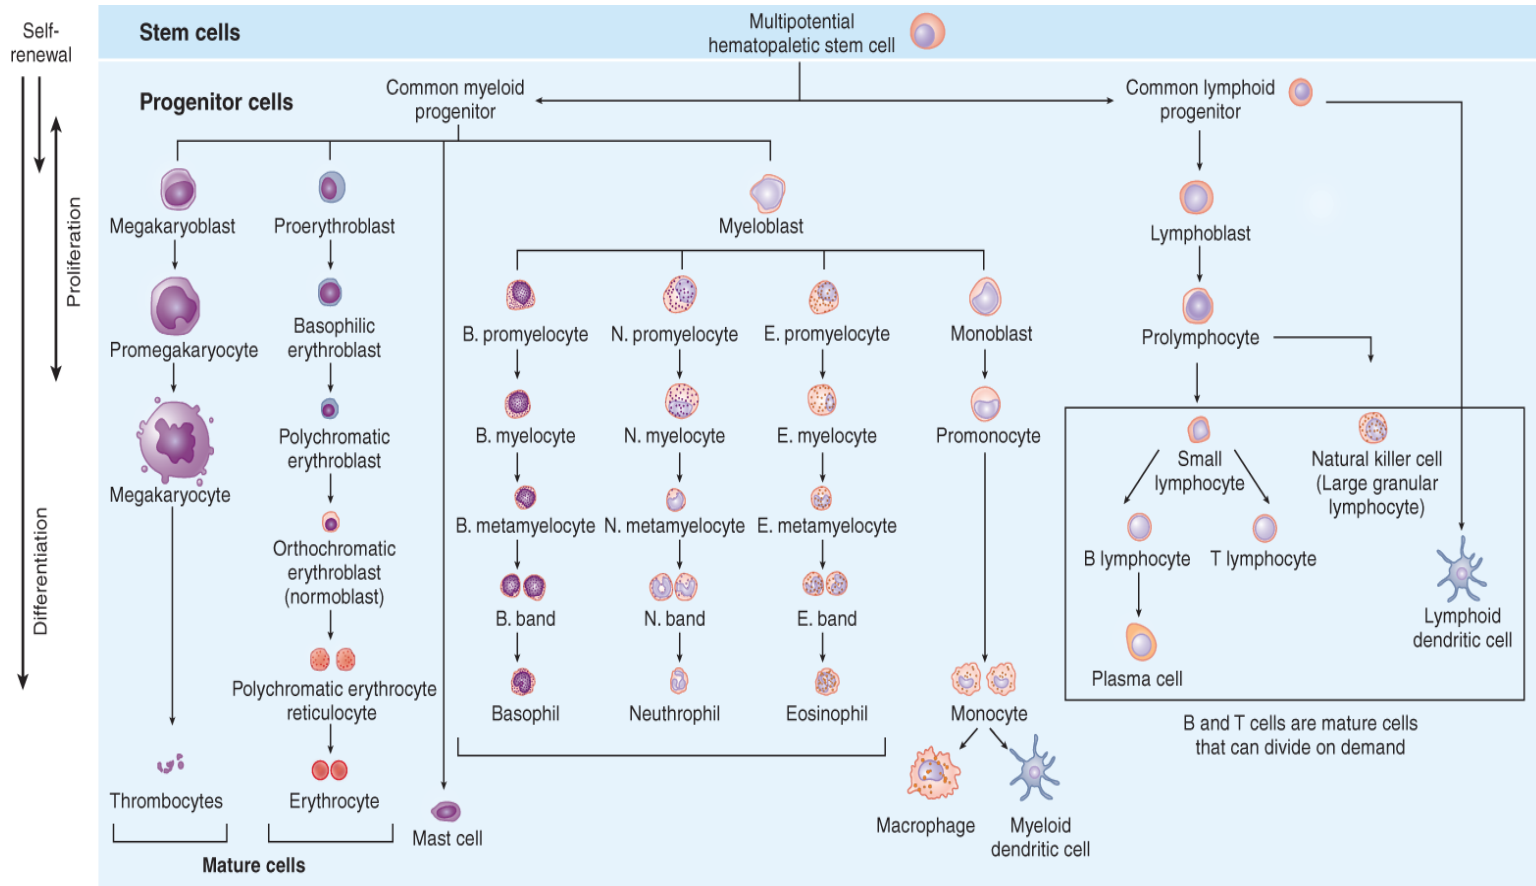 Self-
renewal
Proliferation
Differentiation
Stem cells
Multipotential
hematopaletic stem cell
Progenitor cells
Common myeloid
progenitor
Common lymphoid
progenitor
Megakaryoblast
Promegakaryocyte
Megakaryocyte
Thrombocytes
Proerythroblast
Basophilic
erythroblast
Polychromatic
erythroblast
Orthochromatic
erythroblast
(normoblast)
Polychromatic erythrocyte
reticulocyte
Erythrocyte
Mature cells
Mast cell
Myeloblast
B. promyelocyte
B. myelocyte
B. metamyelocyte
B. band
Basophil
N. promyelocyte
N. myelocyte
N. metamyelocyte
N. band
Neuthrophil
E. promyelocyte
E. myelocyte
E. metamyelocyte
E. band
Eosinophil
Monoblast
Promonocyte
Monocyte
Macrophage
Myeloid
dendritic cell
Lymphoblast
Prolymphocyte
Small
lymphocyte
Natural killer cell
(Large granular
lymphocyte)
B lymphocyte
T lymphocyte
Plasma cell
Lymphoid
dendritic cell
B and T cells are mature cells
that can divide on demand